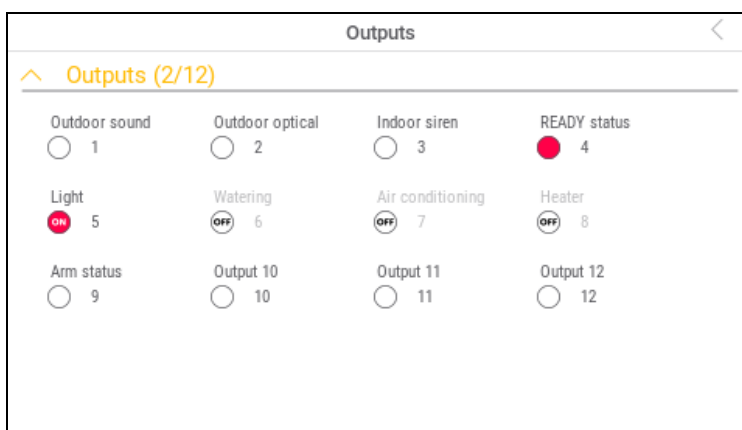 Outputs
Outputs (2/12)
Outdoor sound Outdoor optical Indoor siren READY status
1 2 3 4
Light Watering Air conditioning Heater
ON 5 OFF 6 OFF 7 OFF 8
Arm status Output 10 Output 11 Output 12
9 10 11 12